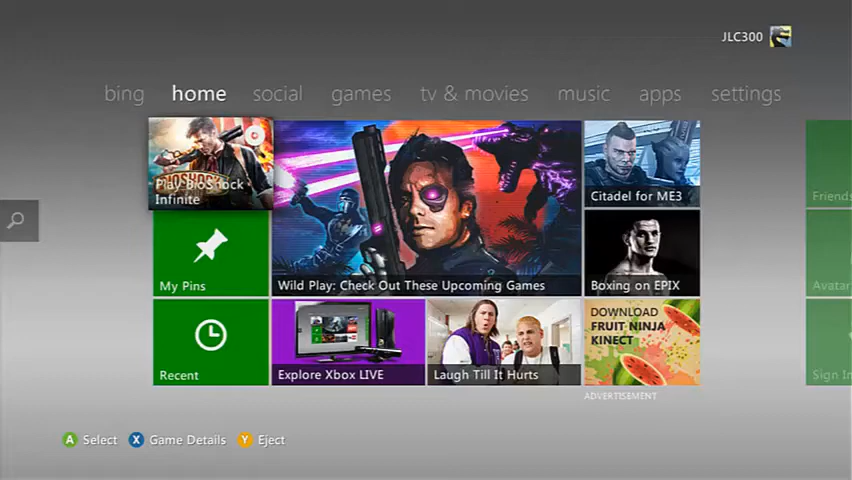 JLC300
bing home social games tv & movies music apps settings
Play BioShock
Infinite
Citadel for ME3
Friends
My Pins
Wild Play: Check Out These Upcoming Games
Boxing on EPIX
Avatar
DOWNLOAD
FRUIT NINJA
KINECT
Recent
Explore Xbox LIVE
Laugh Till It Hurts
Sign In
ADVERTISEMENT
A Select X Game Details Y Eject